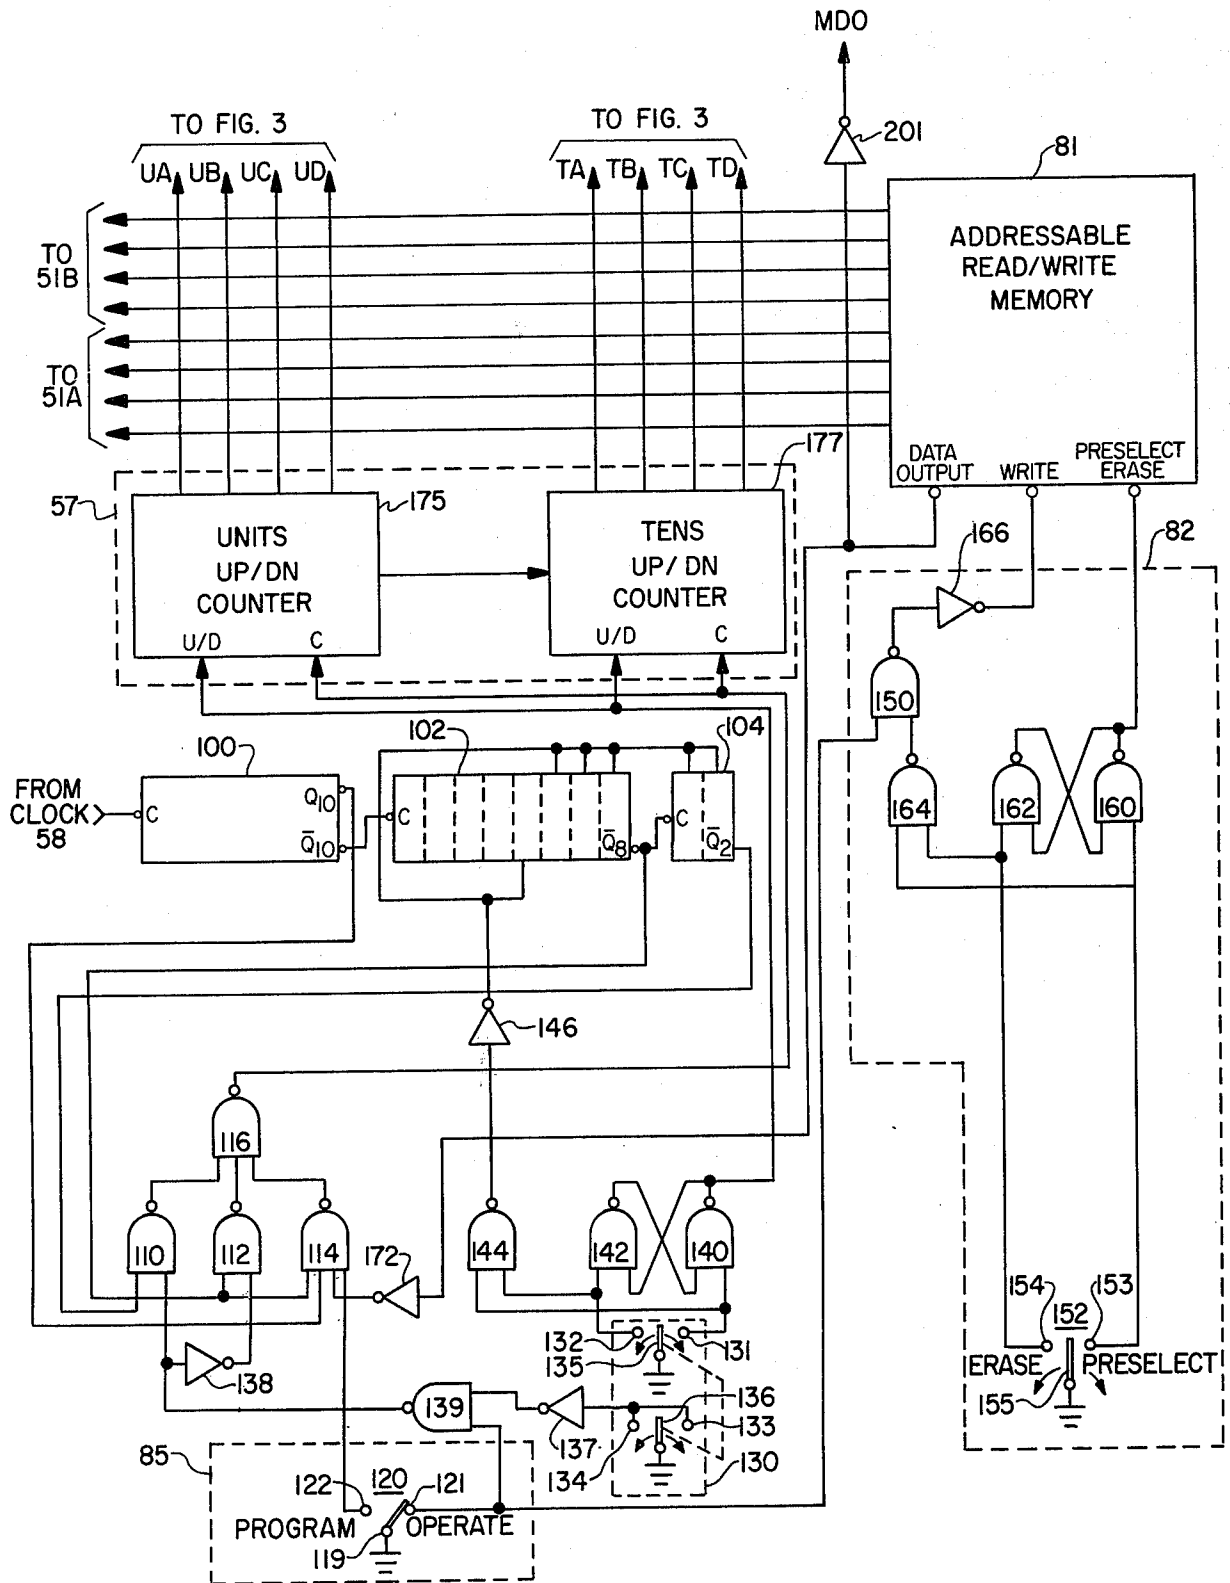 MDO
TO FIG. 3
TO FIG. 3
201
81
UA UB UC UD
TA TB TC TD
TO
51B
ADDRESSABLE
READ/WRITE
MEMORY
TO
51A
DATA
OUTPUT
WRITE
PRESELECT
ERASE
57
175
177
82
UNITS
UP/DN
COUNTER
U/D
C
TENS
UP/DN
COUNTER
U/D
C
166
150
100
102
104
FROM
CLOCK
58
C
Q10
Q̅10
C
Q̅8
C
Q̅2
164
162
160
146
116
110
112
114
172
144
142
140
138
139
137
132
135
131
136
133
134
130
154
152
153
ERASE
PRESELECT
155
85
122
120
121
PROGRAM
OPERATE
119